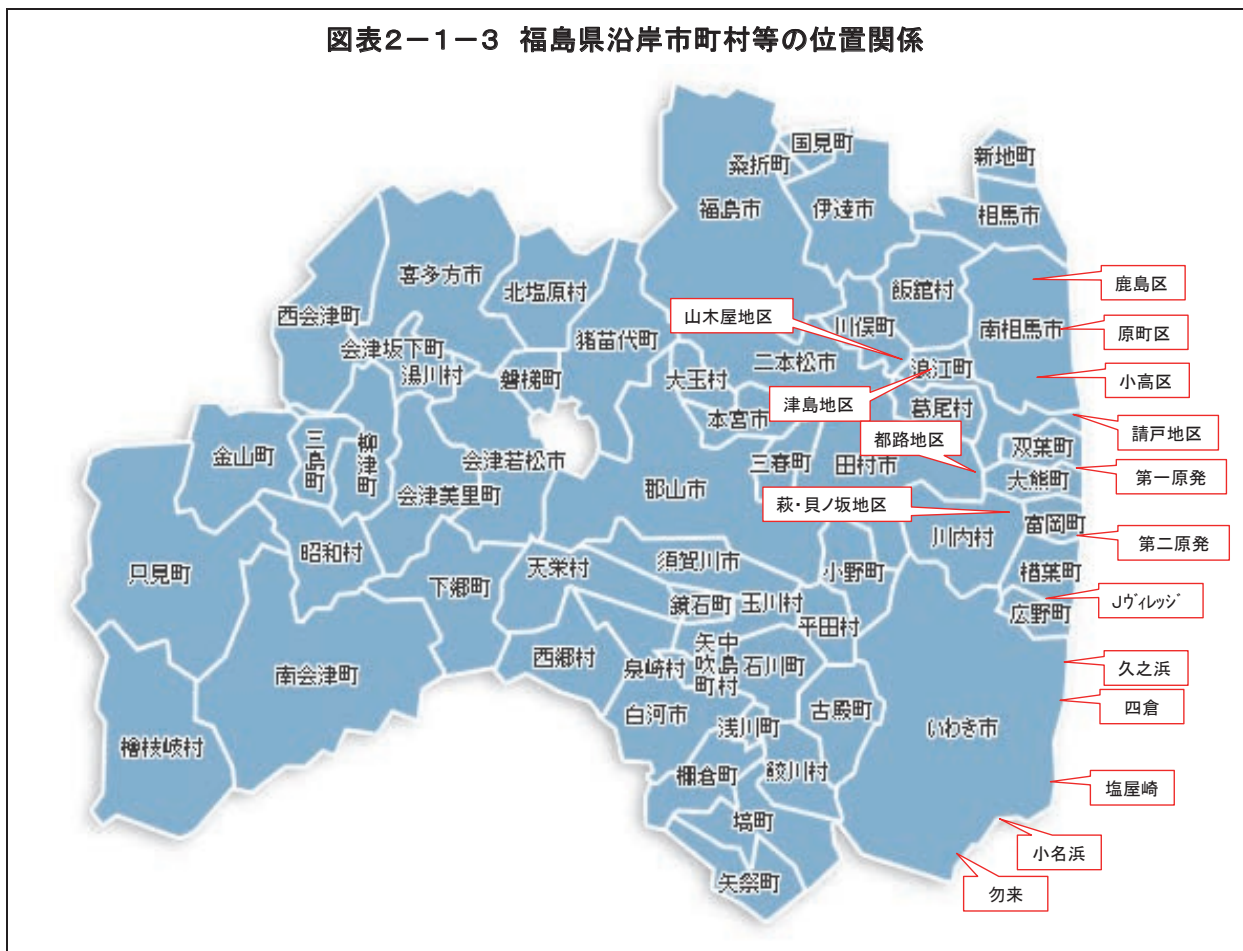 図表2－1－3 福島県沿岸市町村等の位置関係
国見町
桑折町
新地町
福島市
伊達市
相馬市
喜多方市
北塩原村
飯舘村
鹿島区
西会津町
猪苗代町
山木屋地区
川俣町
南相馬市
原町区
会津坂下町
湯川村
磐梯町
大玉村
二本松市
浪江町
小高区
津島地区
本宮市
葛尾村
請戸地区
都路地区
双葉町
金山町
三島町
柳津町
会津若松市
三春町
田村市
大熊町
第一原発
会津美里町
郡山市
萩・貝ノ坂地区
富岡町
川内村
第二原発
只見町
昭和村
下郷町
天栄村
須賀川市
小野町
楢葉町
鏡石町
玉川村
Jヴィレッジ
広野町
平田村
西郷村
泉崎村
矢吹町
中島村
石川町
久之浜
南会津町
白河市
浅川町
古殿町
いわき市
四倉
檜枝岐村
棚倉町
鮫川村
塩屋崎
塙町
小名浜
矢祭町
勿来